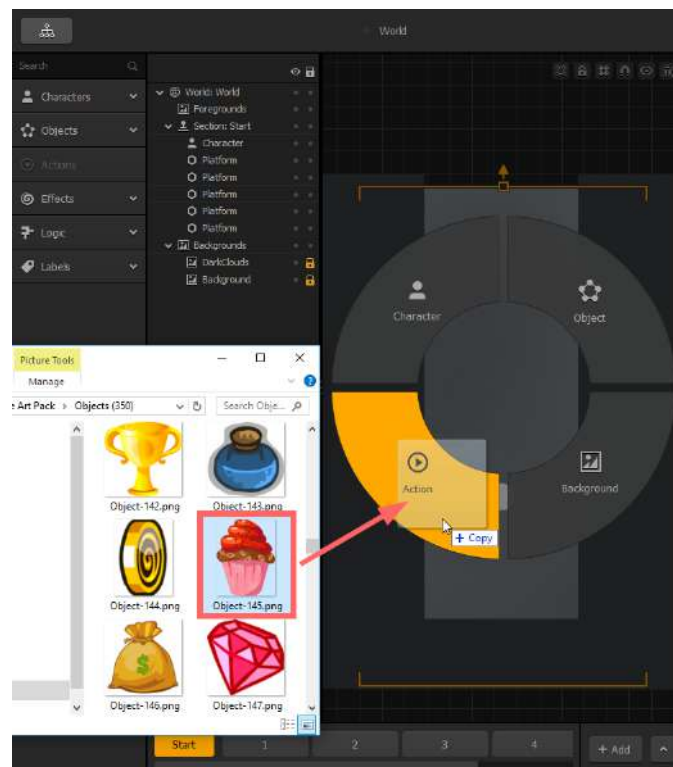 World
Search
Characters
Objects
Actions
Effects
Logic
Labels
World: World
Foregrounds
Section: Start
Character
Platform
Platform
Platform
Platform
Platform
Backgrounds
DarkClouds
Background
Character
Object
Action
Background
+ Copy
Picture Tools
Manage
Art Pack > Objects (350)
Search Obje...
Object-142.png
Object-143.png
Object-144.png
Object-145.png
Object-146.png
Object-147.png
Start
1
2
3
4
+ Add